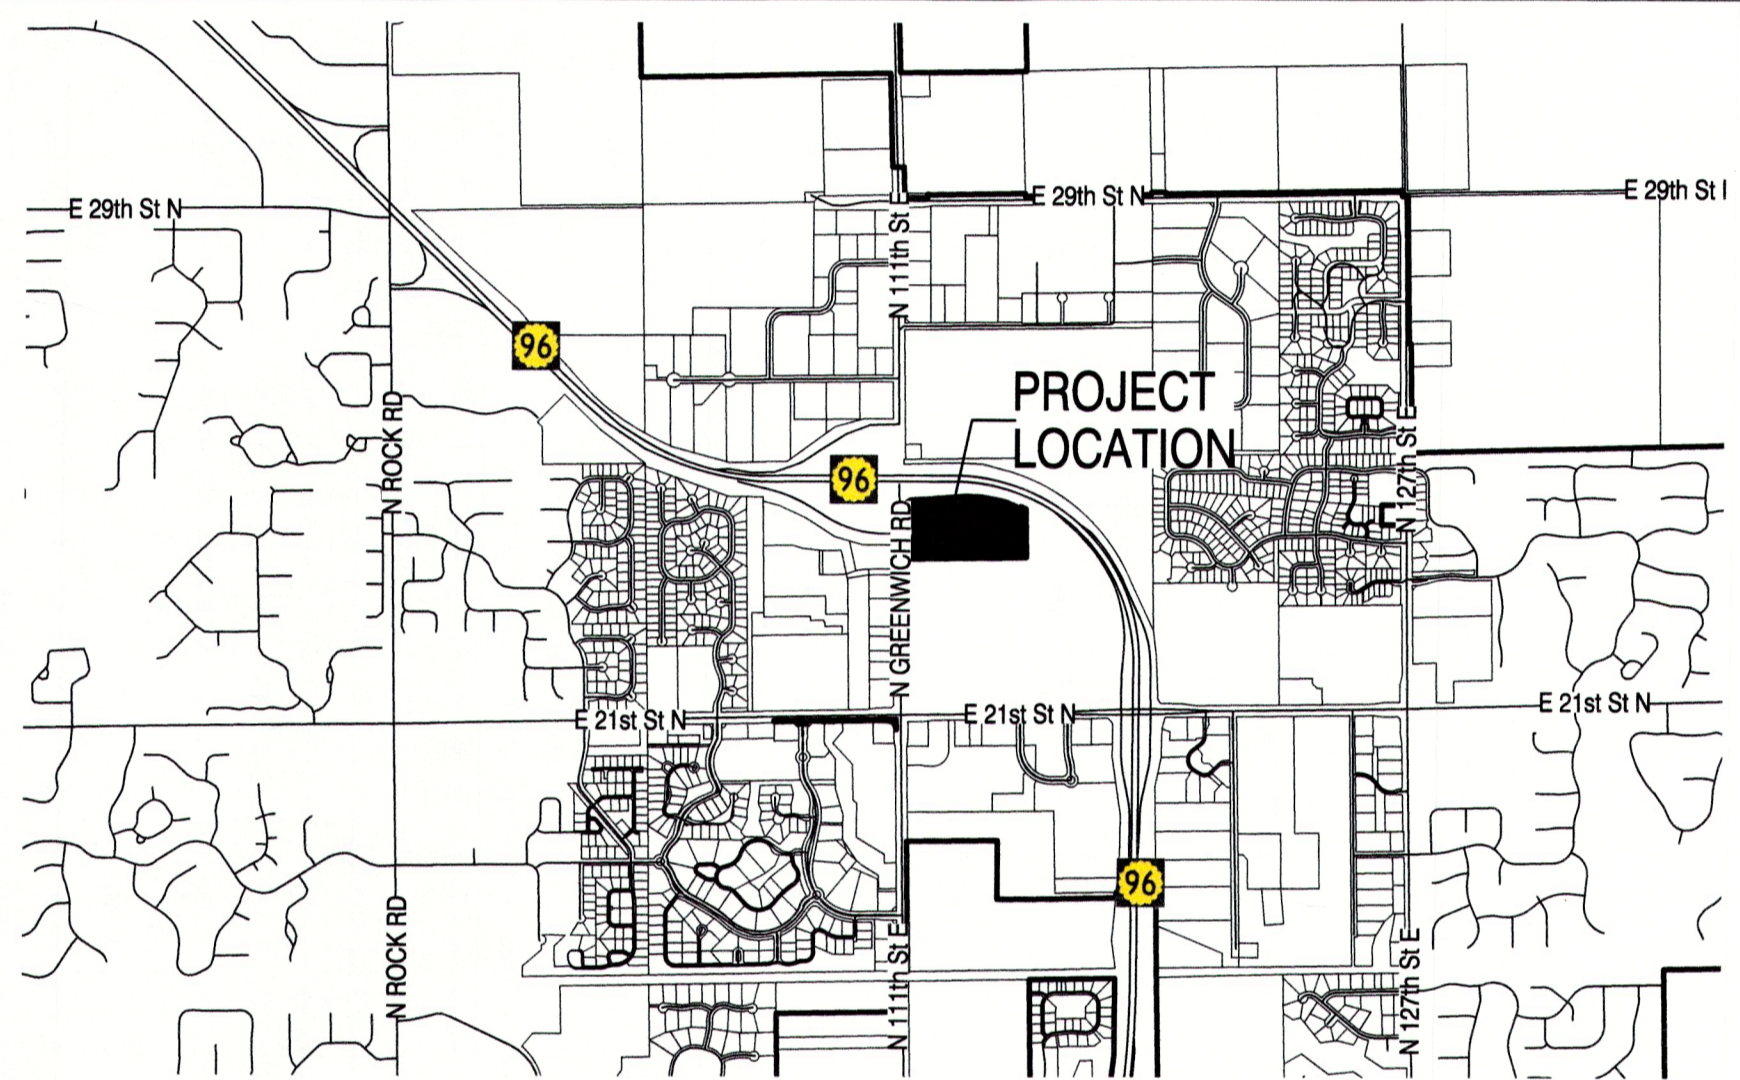 E 29th St N
E 29th St N
E 29th St I
N 111th St E
96
PROJECT
LOCATION
N ROCK RD
96
N 127th St E
N GREENWICH RD
E 21st St N
E 21st St N
E 21st St N
96
N ROCK RD
N 111th St E
N 127th St E